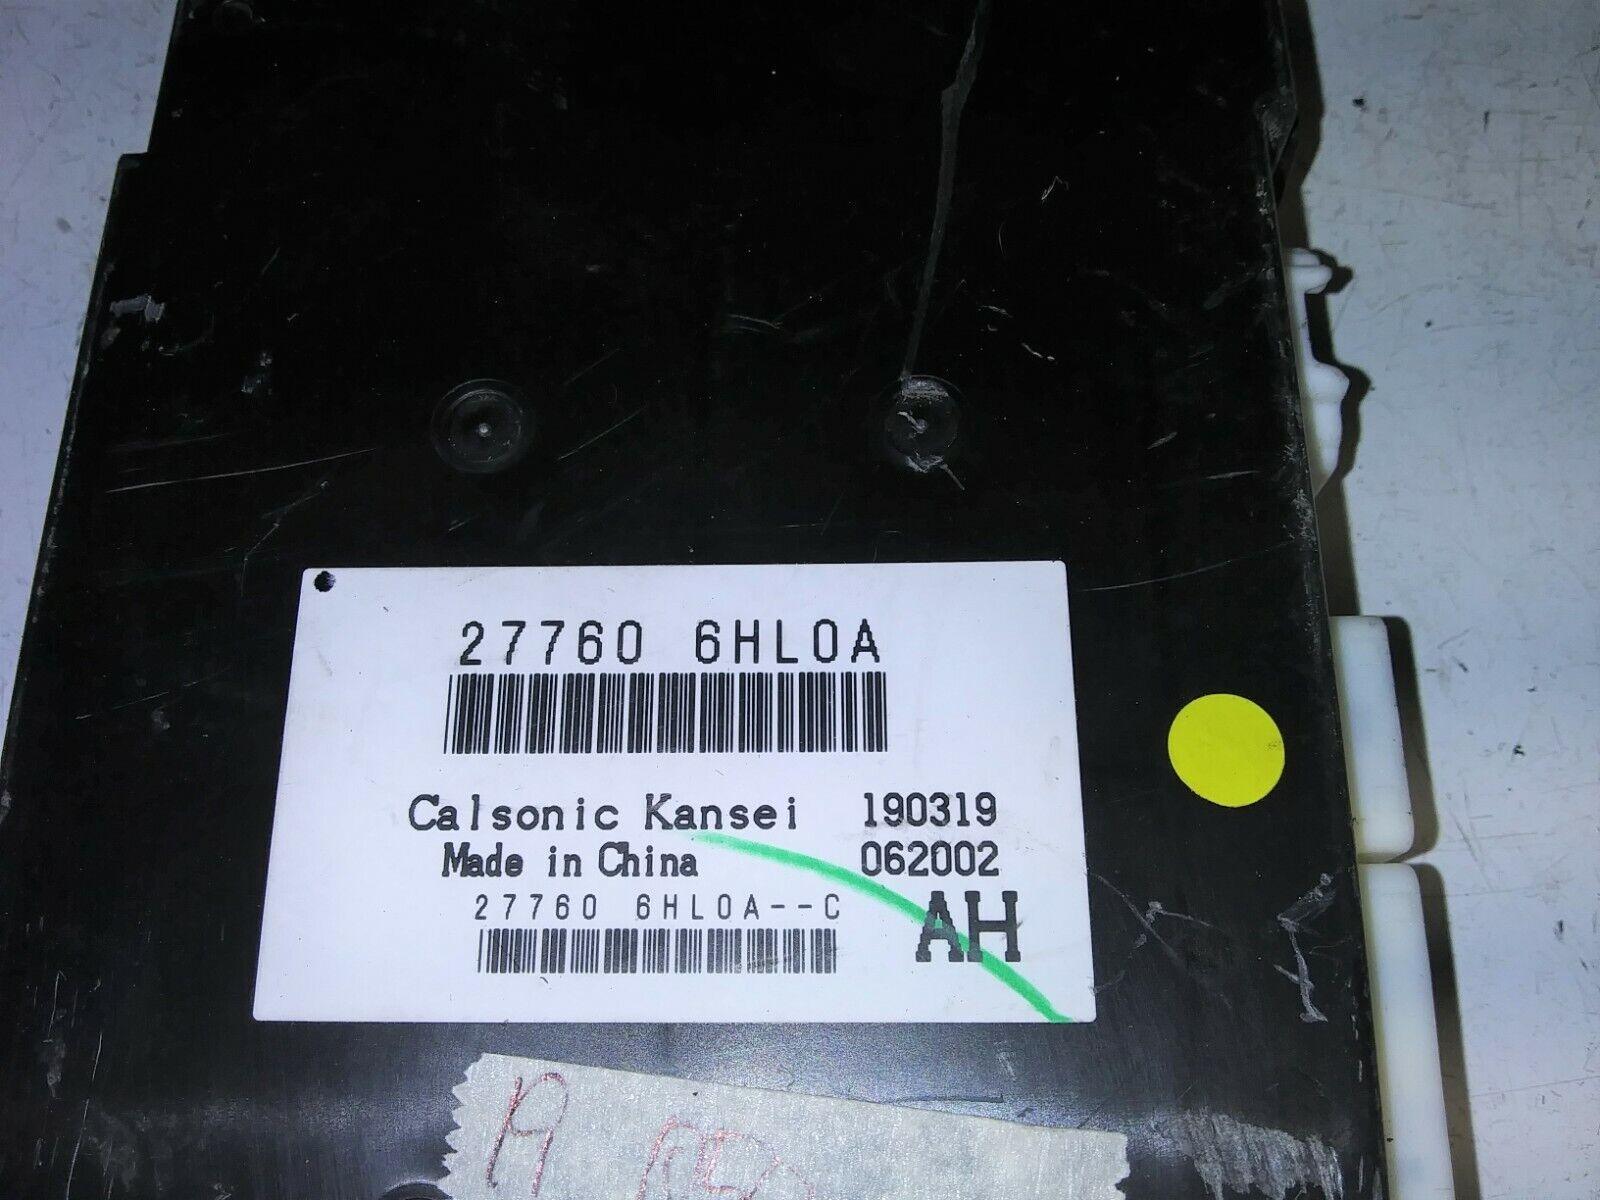 27760 6HL0A
Calsonic Kansei 190319
Made in China 062002
27760 6HL0A--C AH